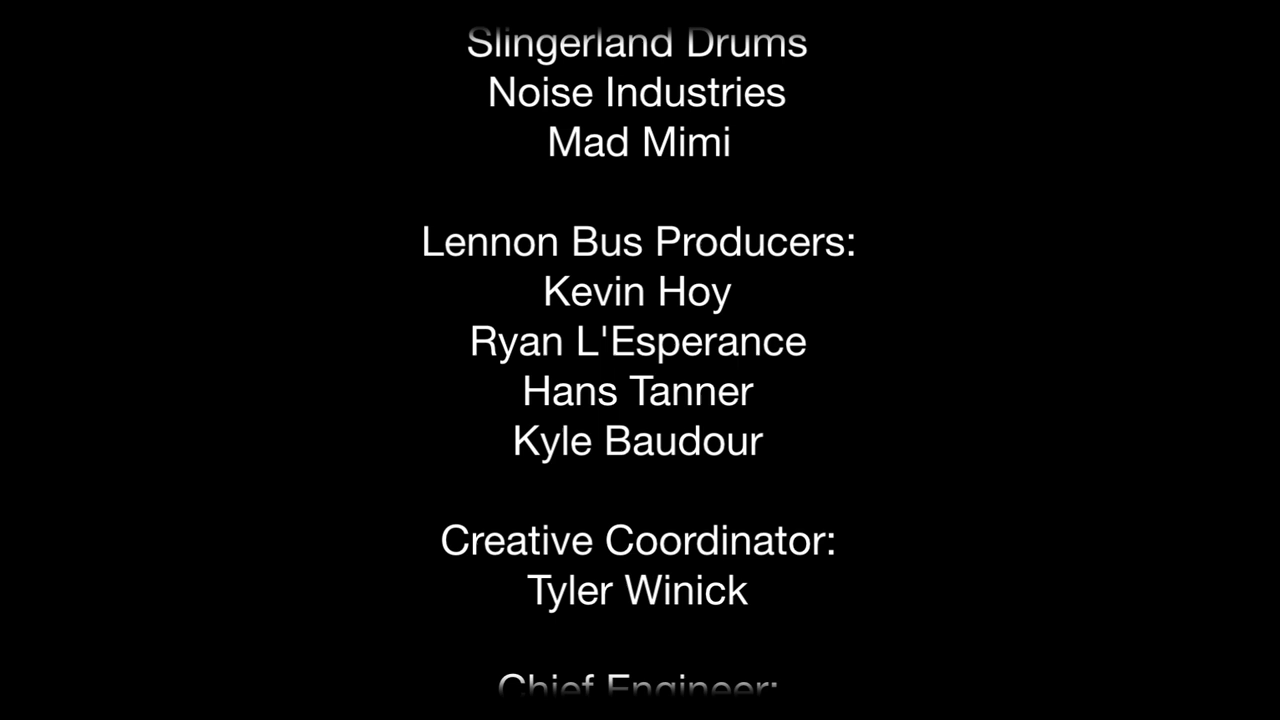 Slingerland Drums
Noise Industries
Mad Mimi
Lennon Bus Producers:
Kevin Hoy
Ryan L'Esperance
Hans Tanner
Kyle Baudour
Creative Coordinator:
Tyler Winick
Chief Engineer: